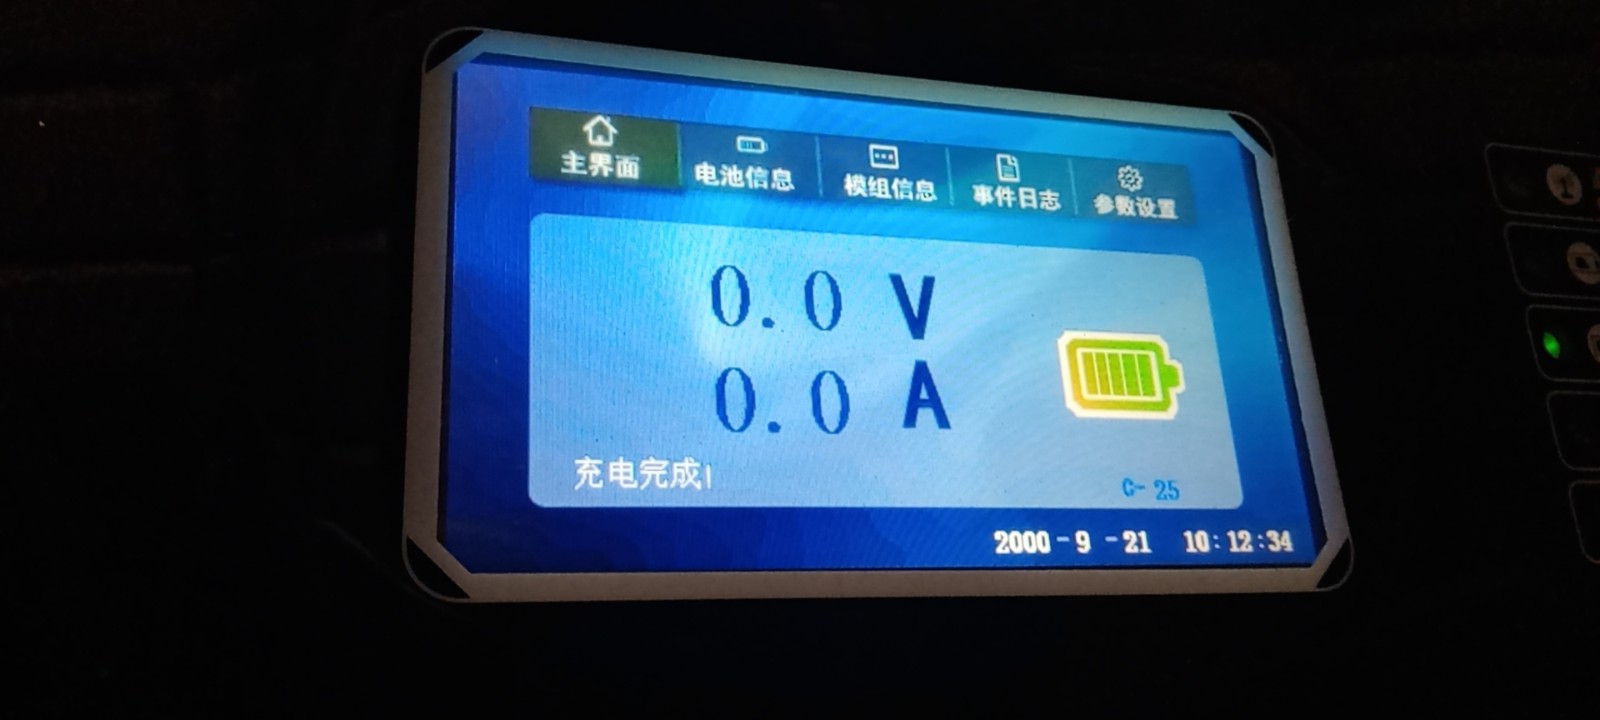 主界面 电池信息 模组信息 事件日志 参数设置
0.0 V
0.0 A
充电完成!
C-25
2000-9-21 10:12:34